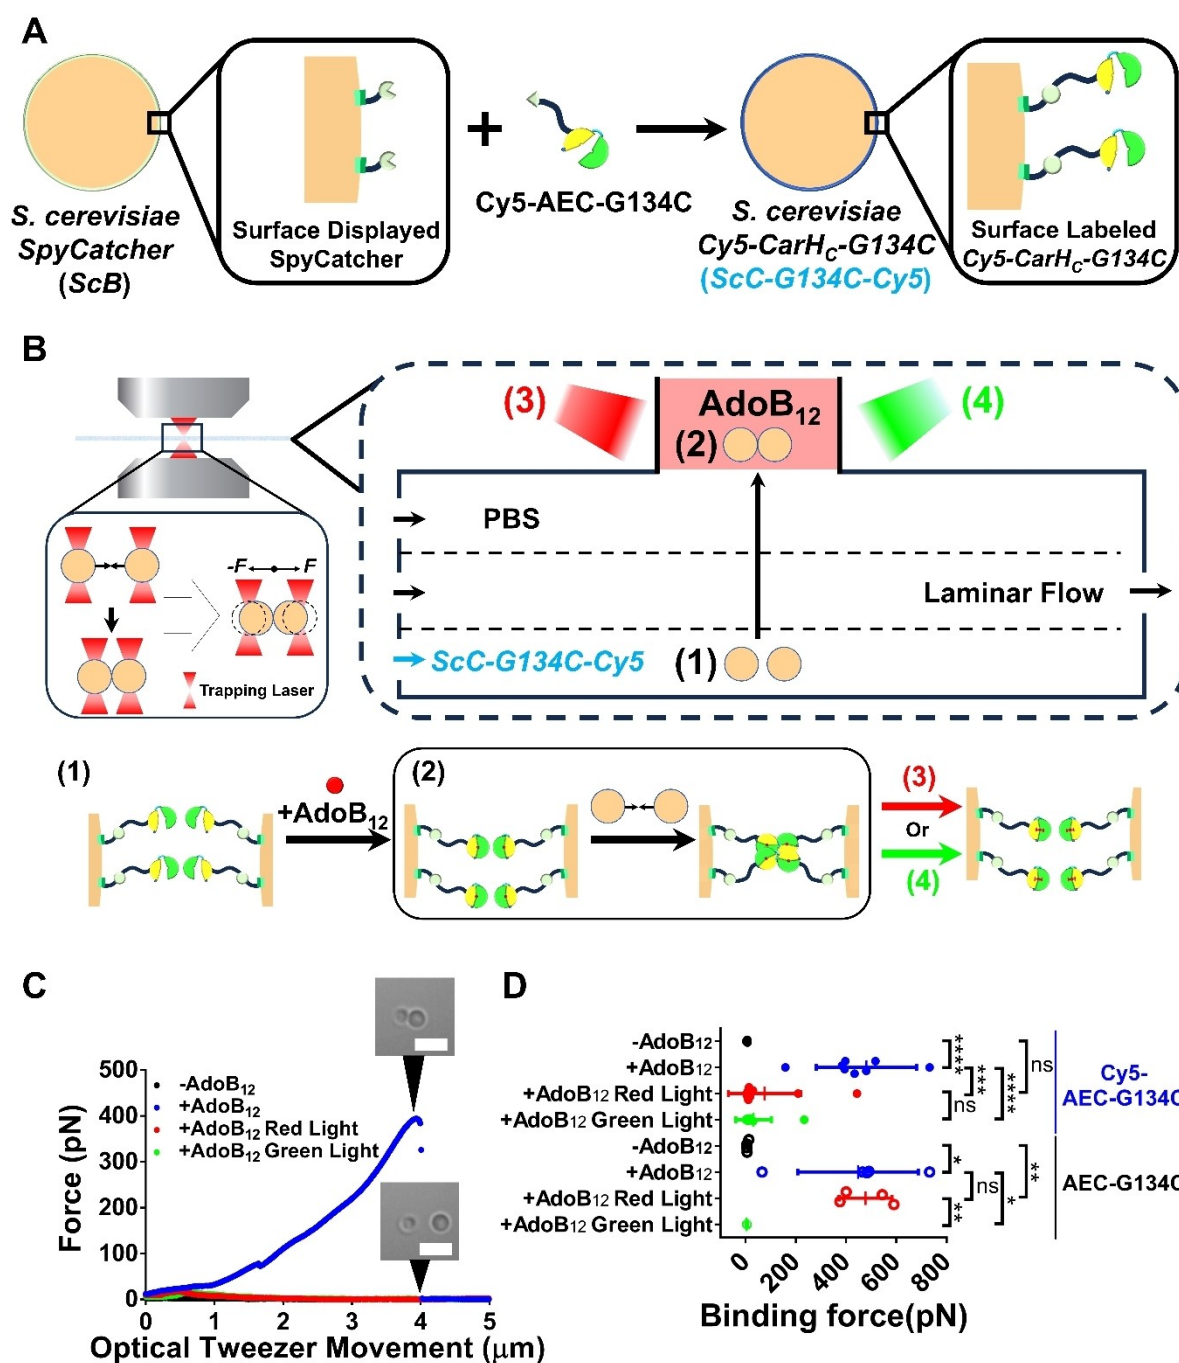 A
S. cerevisiae
SpyCatcher
(ScB)
Surface Displayed
SpyCatcher
+
Cy5-AEC-G134C
S. cerevisiae
Cy5-CarHC-G134C
(ScC-G134C-Cy5)
Surface Labeled
Cy5-CarHC-G134C
B
-F
F
Trapping Laser
(3)
AdoB12
(4)
(2)
PBS
Laminar Flow
ScC-G134C-Cy5
(1)
(1)
+AdoB12
(2)
(3)
Or
(4)
C
Force (pN)
500
400
300
200
100
0
-AdoB12
+AdoB12
+AdoB12 Red Light
+AdoB12 Green Light
0
1
2
3
4
5
Optical Tweezer Movement (μm)
D
-AdoB12
+AdoB12
+AdoB12 Red Light
+AdoB12 Green Light
-AdoB12
+AdoB12
+AdoB12 Red Light
+AdoB12 Green Light
****
***
ns
****
ns
*
**
ns
*
**
Cy5-
AEC-G134C
AEC-G134C
0
200
400
600
800
Binding force(pN)